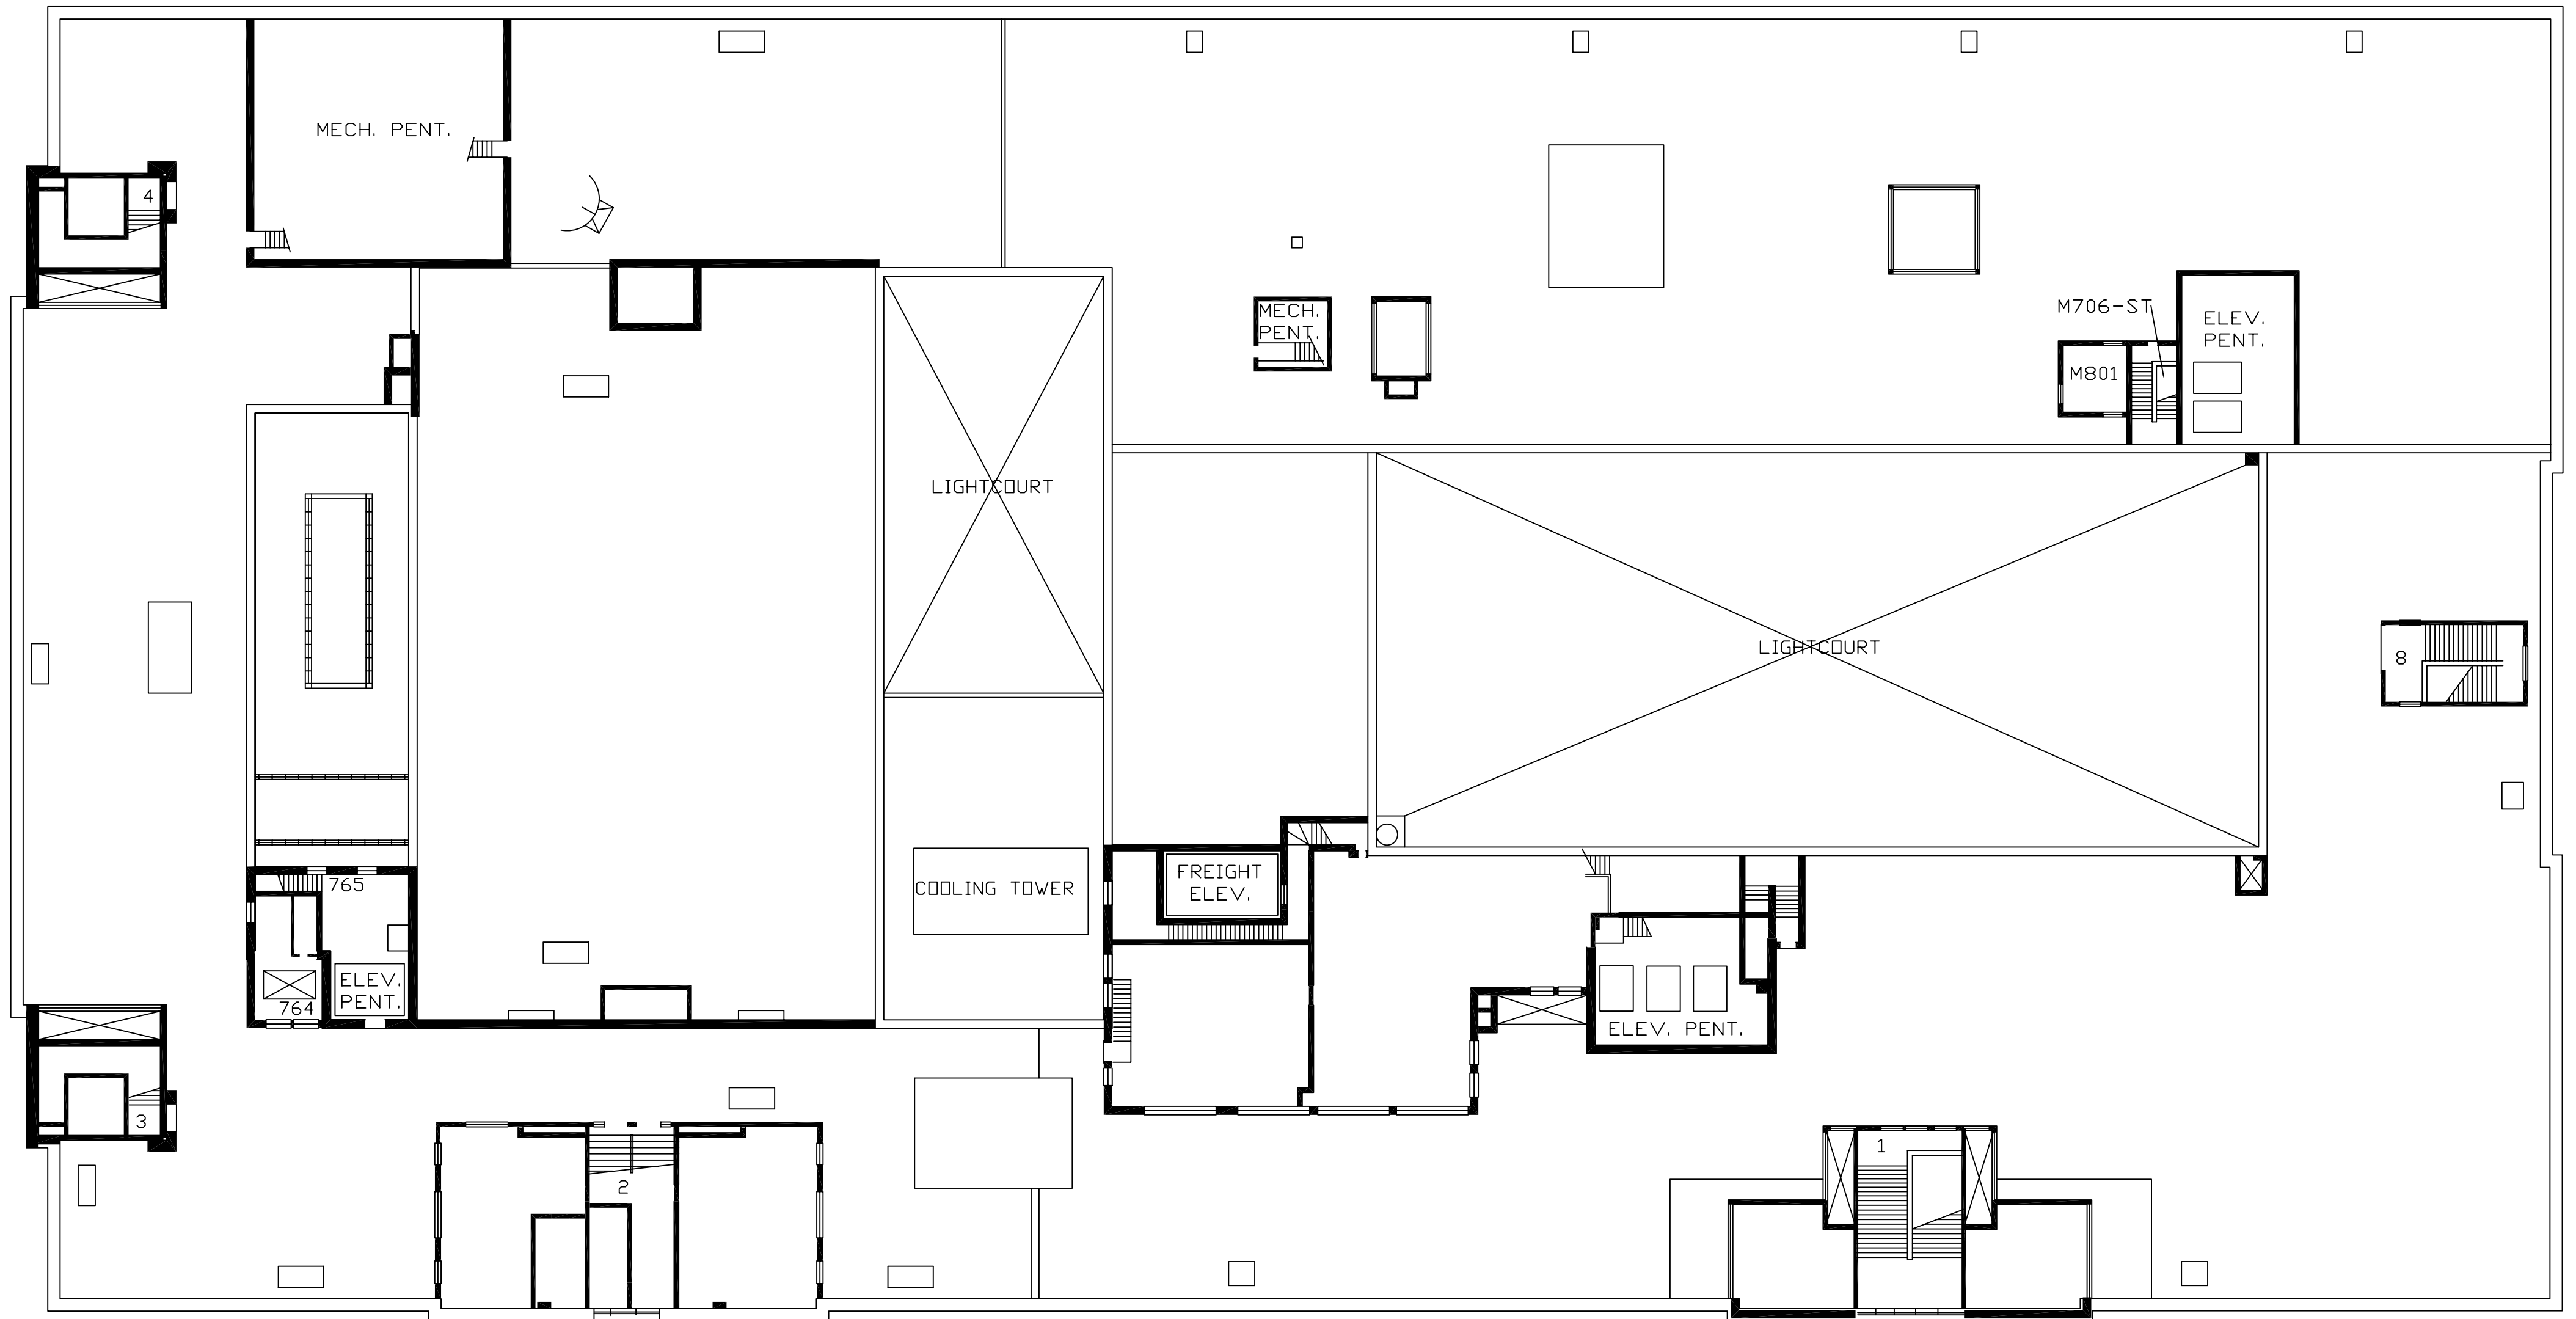 MECH. PENT.
4
MECH.
PENT.
M706-ST
ELEV.
PENT.
M801
LIGHTCOURT
LIGHTCOURT
8
765
FREIGHT
ELEV.
COOLING TOWER
ELEV.
PENT.
764
ELEV. PENT.
3
2
1